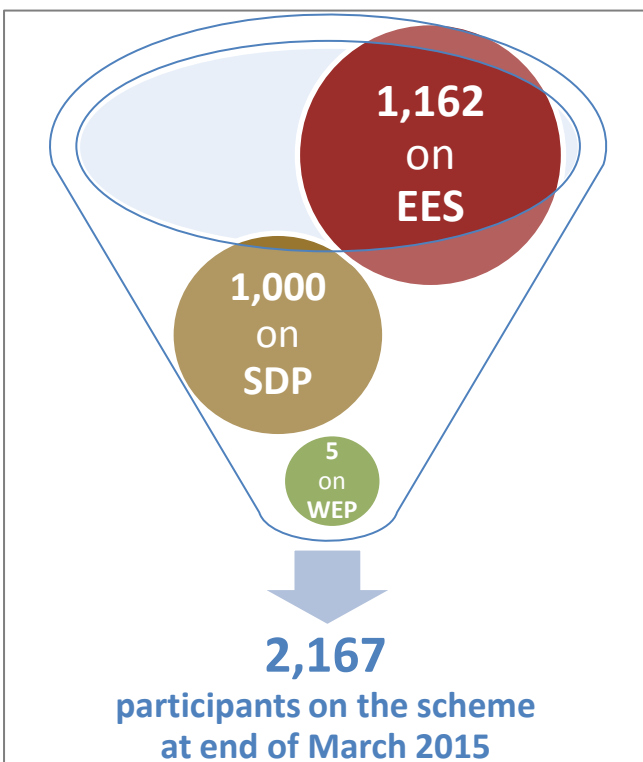 1,162
on
EES
1,000
on
SDP
5
on
WEP
2,167
participants on the scheme
at end of March 2015